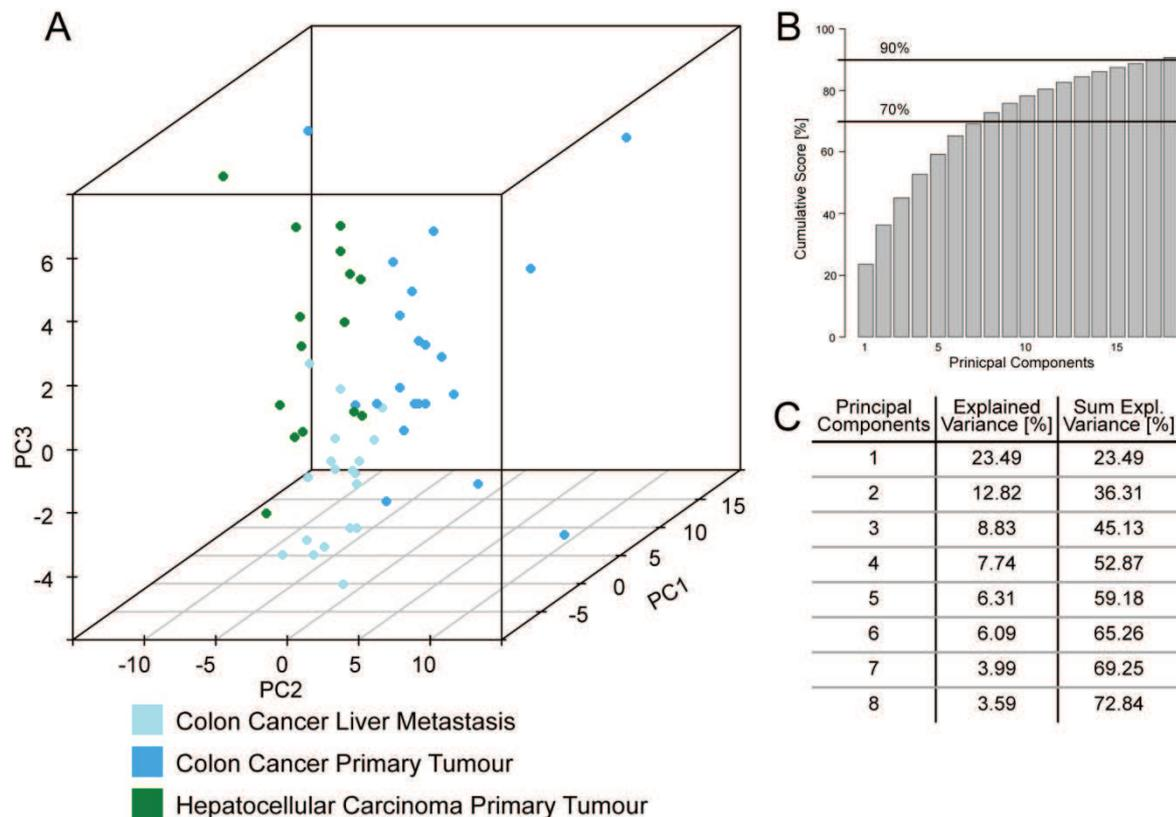 A
PC3
6
4
2
0
-2
-4
-10
-5
0
5
10
PC2
-5
0
5
10
15
PC1
Colon Cancer Liver Metastasis
Colon Cancer Primary Tumour
Hepatocellular Carcinoma Primary Tumour
B
Cumulative Score [%]
100
80
60
40
20
0
90%
70%
1
5
10
15
Prinicpal Components
C
Principal Components Explained Variance [%] Sum Expl. Variance [%]
1 23.49 23.49
2 12.82 36.31
3 8.83 45.13
4 7.74 52.87
5 6.31 59.18
6 6.09 65.26
7 3.99 69.25
8 3.59 72.84